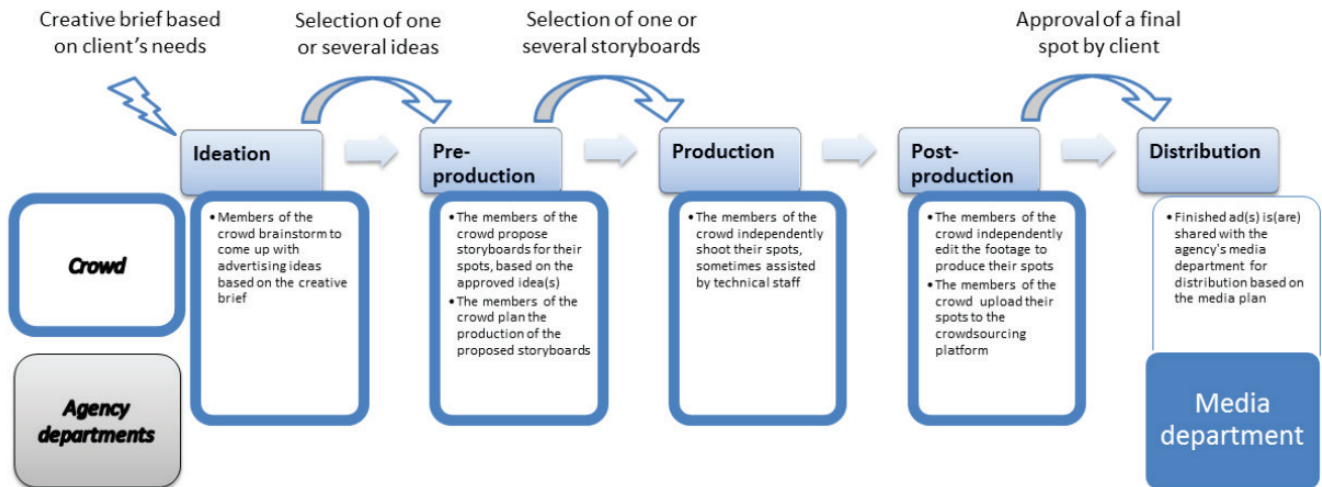 Creative brief based
on client's needs
Selection of one
or several ideas
Selection of one or
several storyboards
Approval of a final
spot by client
Ideation
Pre-
production
Production
Post-
production
Distribution
Crowd
Agency
departments
• Members of the
crowd brainstorm to
come up with
advertising ideas
based on the creative
brief
• The members of the
crowd propose
storyboards for their
spots, based on the
approved idea(s)
• The members of the
crowd plan the
production of the
proposed storyboards
• The members of the
crowd independently
shoot their spots,
sometimes assisted
by technical staff
• The members of the
crowd independently
edit the footage to
produce their spots
• The members of the
crowd upload their
spots to the
crowdsourcing
platform
• Finished ad(s) is(are)
shared with the
agency's media
department for
distribution based on
the media plan
Media
department